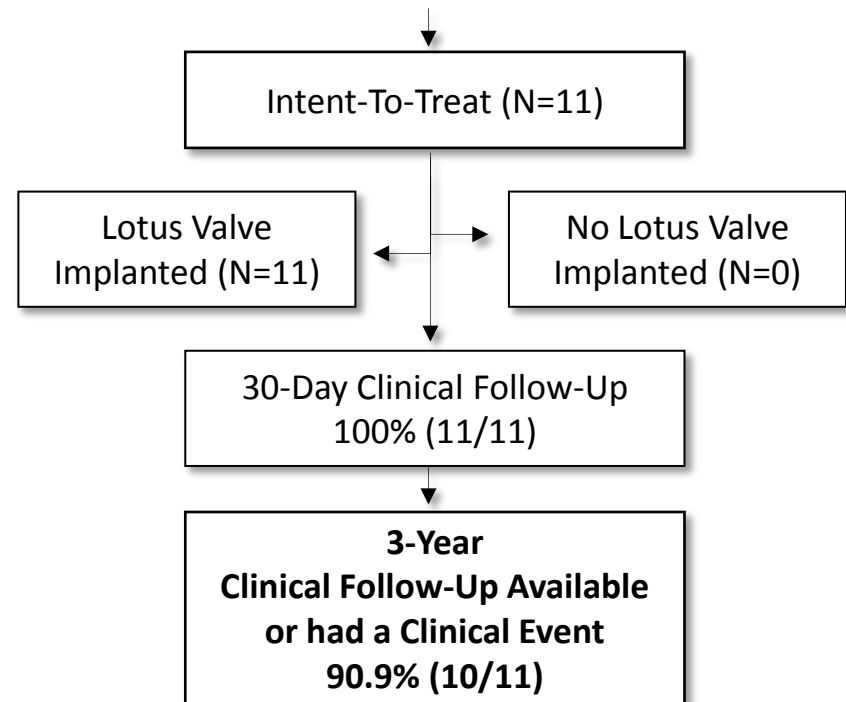 Intent-To-Treat (N=11)
Lotus Valve
Implanted (N=11)
No Lotus Valve
Implanted (N=0)
30-Day Clinical Follow-Up
100% (11/11)
3-Year
Clinical Follow-Up Available
or had a Clinical Event
90.9% (10/11)